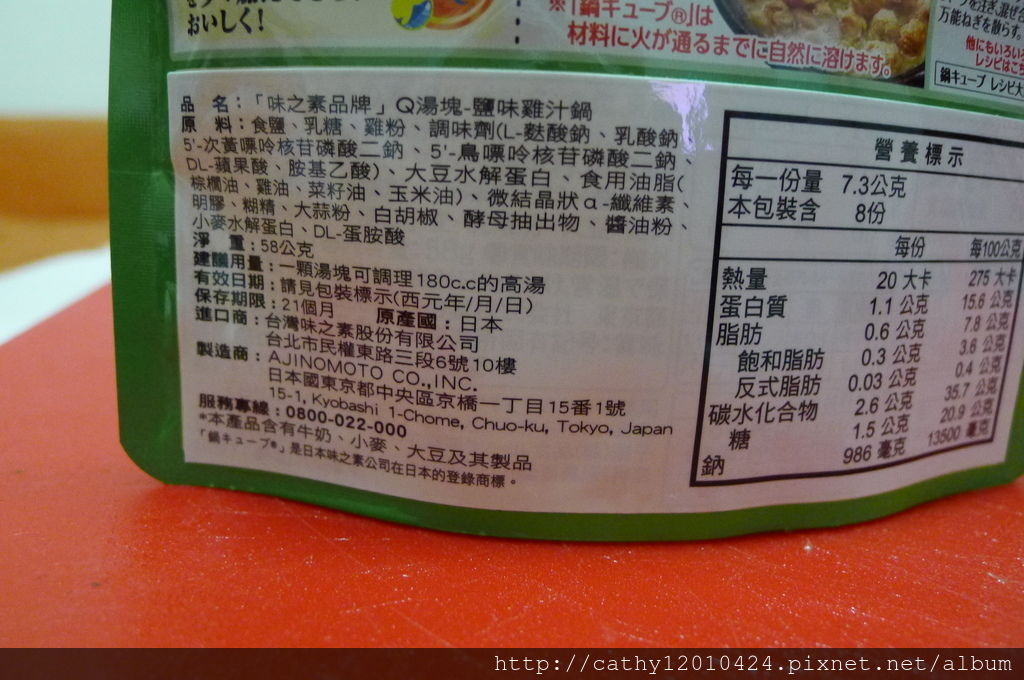 おいしく!
※「鍋キューブ®」は
材料に火が通るまでに自然に溶けます。
万能ねぎを散らす。
鍋キューブ レシピ大
品 名:「味之素品牌」Q湯塊-鹽味雞汁鍋
原 料:食鹽、乳糖、雞粉、調味劑(L-麩酸鈉、乳酸鈉、
5'-次黃嘌呤核苷磷酸二鈉、5'-鳥嘌呤核苷磷酸二鈉、
DL-蘋果酸、胺基乙酸)、大豆水解蛋白、食用油脂(
棕櫚油、雞油、菜籽油、玉米油)、微結晶狀α-纖維素、
明膠、糊精、大蒜粉、白胡椒、酵母抽出物、醬油粉、
小麥水解蛋白、DL-蛋胺酸
淨 重:58公克
建議用量:一顆湯塊可調理180c.c的高湯
有效日期:請見包裝標示(西元年/月/日)
保存期限:21個月 原產國:日本
進口商:台灣味之素股份有限公司
台北市民權東路三段6號10樓
製造商:AJINOMOTO CO.,INC.
日本國東京都中央區京橋一丁目15番1號
15-1, Kyobashi 1-Chome, Chuo-ku, Tokyo, Japan
服務專線:0800-022-000
*本產品含有牛奶、小麥、大豆及其製品
「鍋キューブ®」是日本味之素公司在日本的登錄商標。
營養標示
每一份量 7.3公克
本包裝含 8份
每份 每100公克
熱量 20 大卡 275 大卡
蛋白質 1.1 公克 15.6 公克
脂肪 0.6 公克 7.8 公克
飽和脂肪 0.3 公克 3.6 公克
反式脂肪 0.03 公克 0.4 公克
碳水化合物 2.6 公克 35.7 公克
糖 1.5 公克 20.9 公克
鈉 986 毫克 13500 毫克
http://cathy12010424.pixnet.net/album